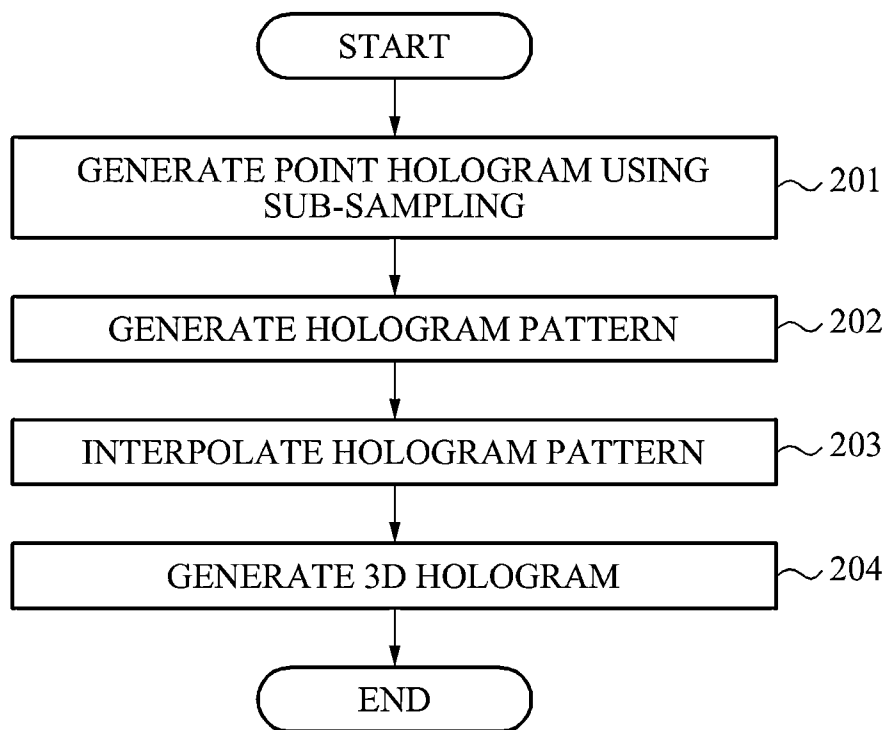 START
GENERATE POINT HOLOGRAM USING
SUB-SAMPLING
201
GENERATE HOLOGRAM PATTERN
202
INTERPOLATE HOLOGRAM PATTERN
203
GENERATE 3D HOLOGRAM
204
END